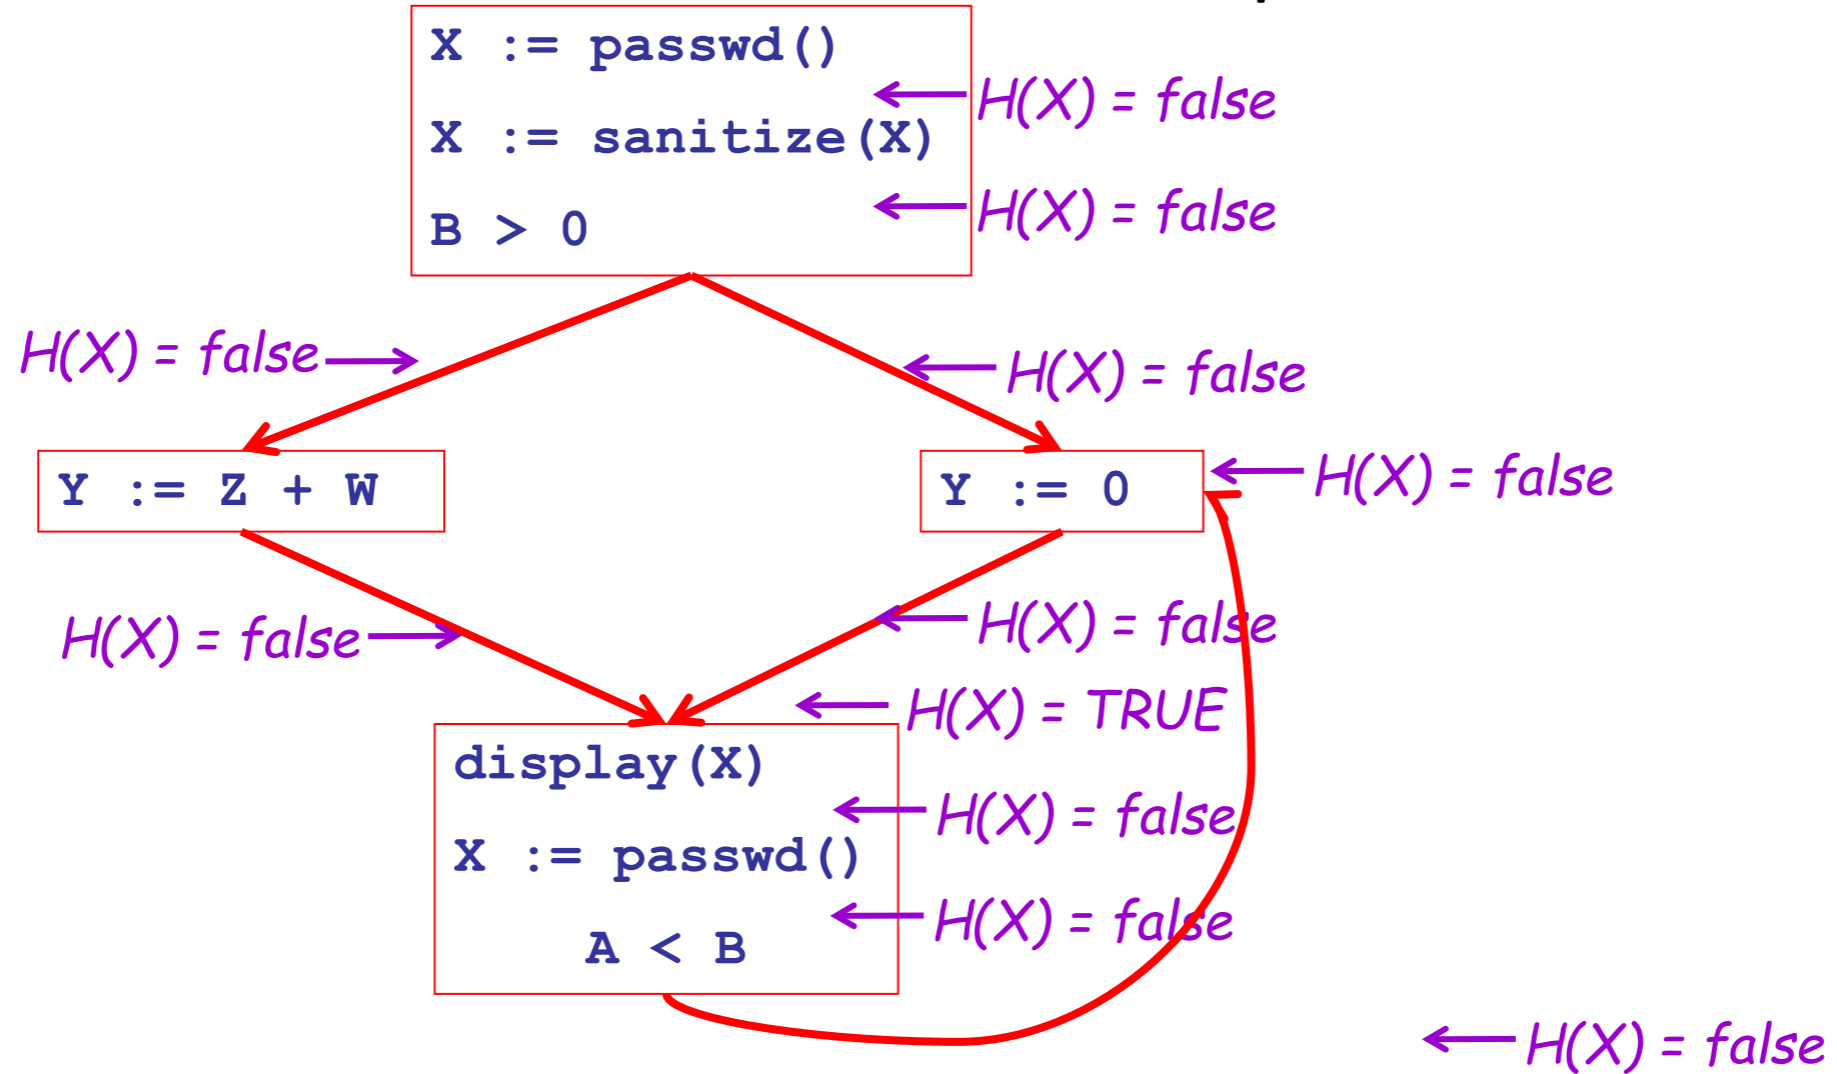 X := passwd()
H(X) = false
X := sanitize(X)
H(X) = false
B > 0
H(X) = false
H(X) = false
Y := Z + W
Y := 0
H(X) = false
H(X) = false
H(X) = false
H(X) = TRUE
display(X)
H(X) = false
X := passwd()
H(X) = false
A < B
H(X) = false